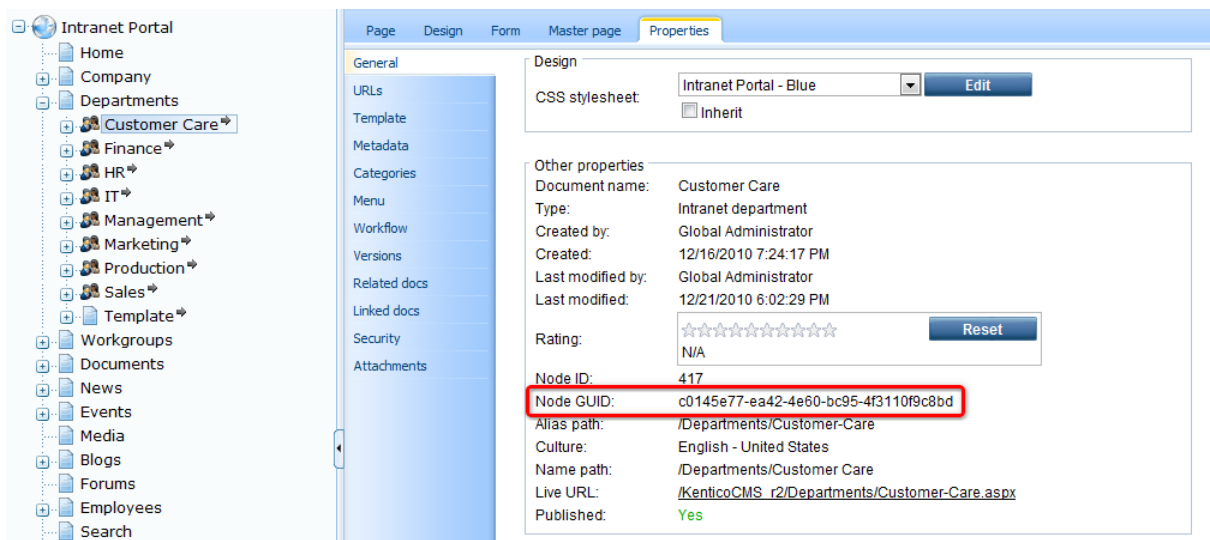 Intranet Portal
Home
Company
Departments
Customer Care
Finance
HR
IT
Management
Marketing
Production
Sales
Template
Workgroups
Documents
News
Events
Media
Blogs
Forums
Employees
Search
Page Design Form Master page Properties
General
URLs
Template
Metadata
Categories
Menu
Workflow
Versions
Related docs
Linked docs
Security
Attachments
Design
CSS stylesheet: Intranet Portal - Blue Edit
Inherit
Other properties
Document name: Customer Care
Type: Intranet department
Created by: Global Administrator
Created: 12/16/2010 7:24:17 PM
Last modified by: Global Administrator
Last modified: 12/21/2010 6:02:29 PM
Rating: Reset
N/A
Node ID: 417
Node GUID: c0145e77-ea42-4e60-bc95-4f3110f9c8bd
Alias path: /Departments/Customer-Care
Culture: English - United States
Name path: /Departments/Customer Care
Live URL: /KenticoCMS_r2/Departments/Customer-Care.aspx
Published: Yes